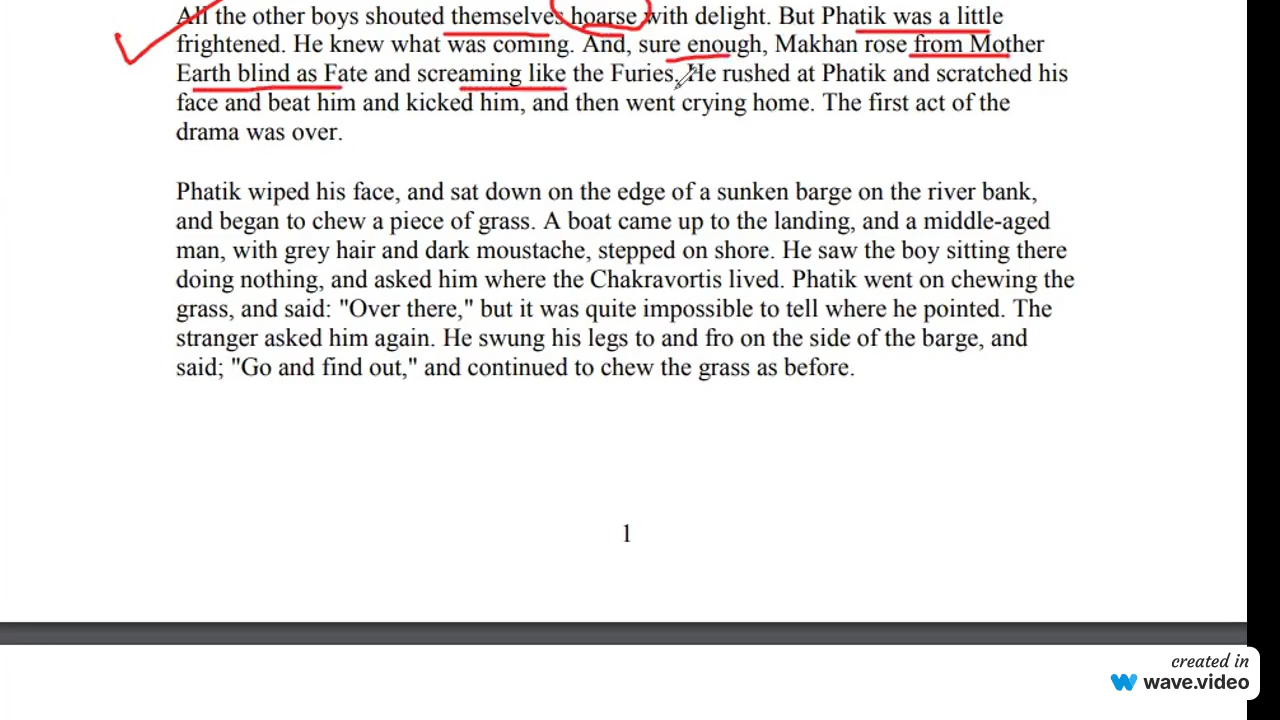 All the other boys shouted themselves hoarse with delight. But Phatik was a little
frightened. He knew what was coming. And, sure enough, Makhan rose from Mother
Earth blind as Fate and screaming like the Furies. He rushed at Phatik and scratched his
face and beat him and kicked him, and then went crying home. The first act of the
drama was over.
Phatik wiped his face, and sat down on the edge of a sunken barge on the river bank,
and began to chew a piece of grass. A boat came up to the landing, and a middle-aged
man, with grey hair and dark moustache, stepped on shore. He saw the boy sitting there
doing nothing, and asked him where the Chakravortis lived. Phatik went on chewing the
grass, and said: "Over there," but it was quite impossible to tell where he pointed. The
stranger asked him again. He swung his legs to and fro on the side of the barge, and
said; "Go and find out," and continued to chew the grass as before.
1
created in
wave.video